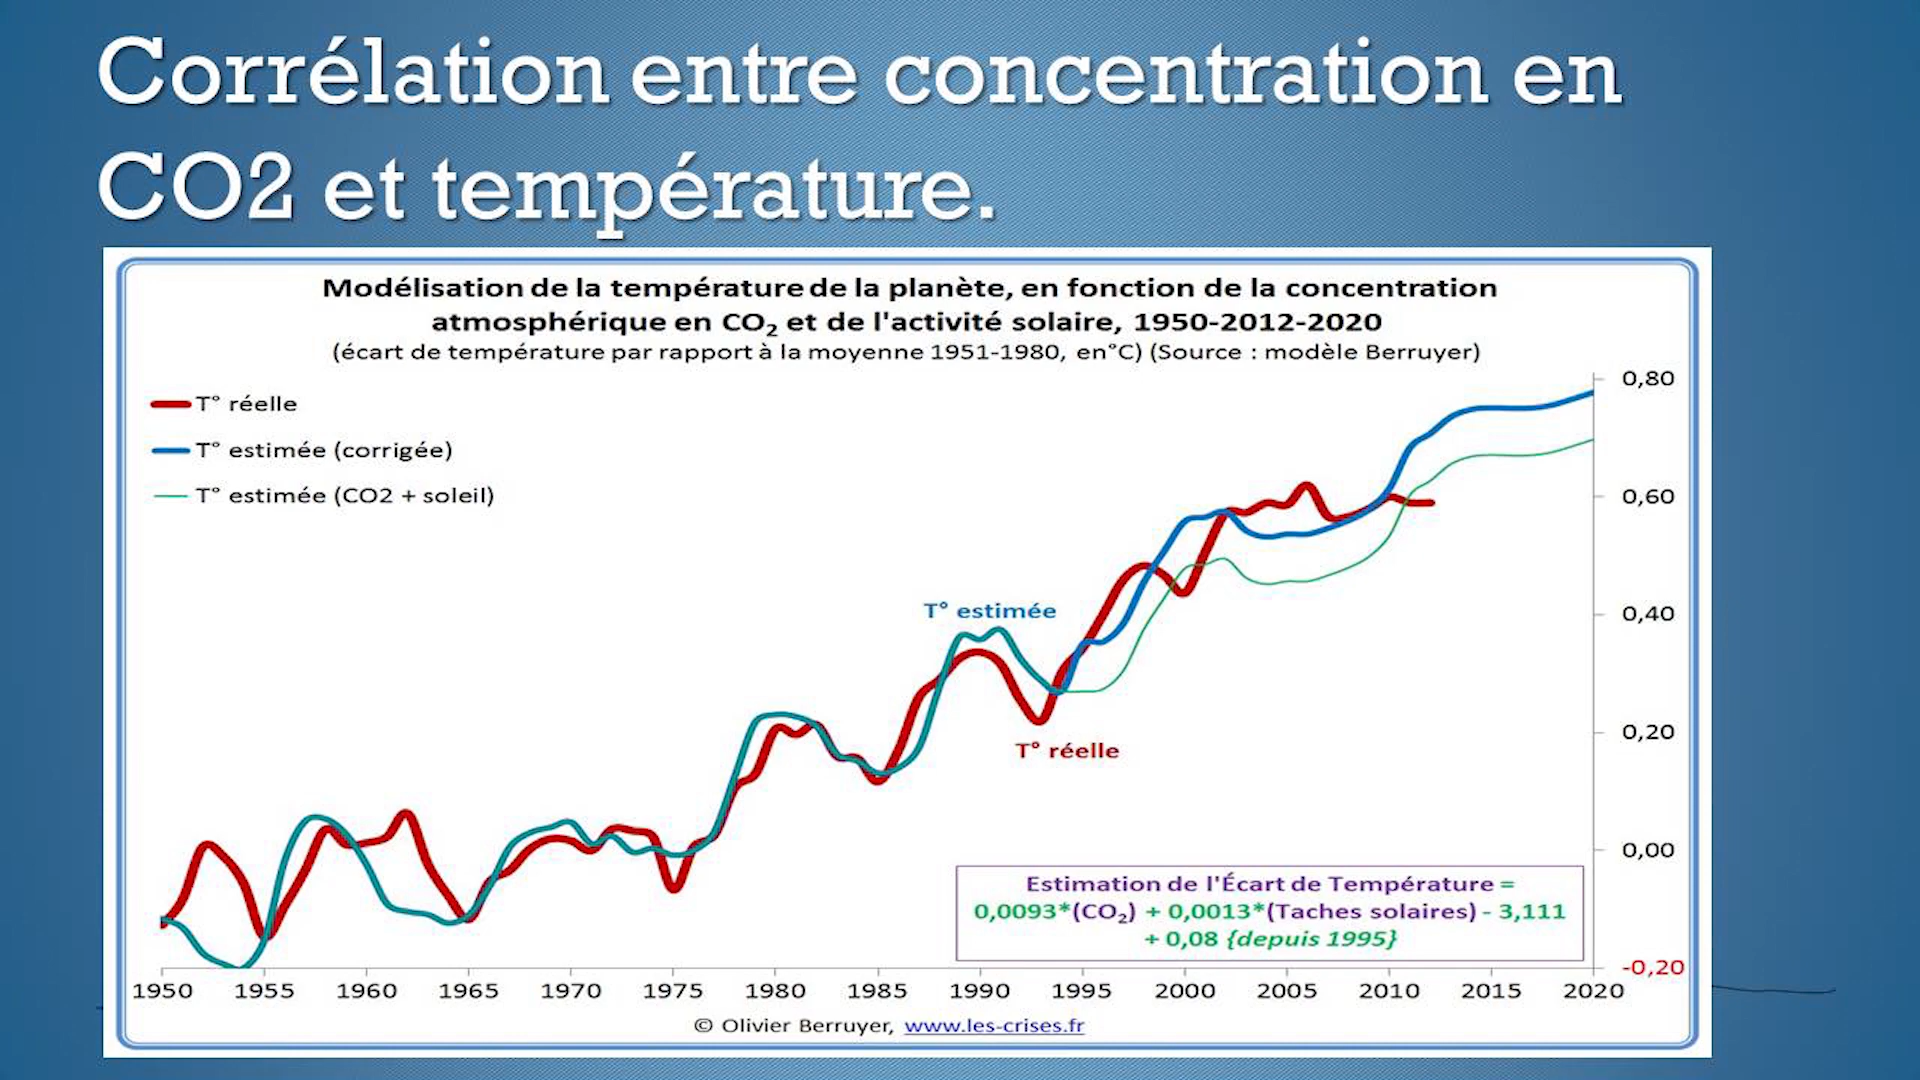 Corrélation entre concentration en
CO2 et température.
Modélisation de la température de la planète, en fonction de la concentration
atmosphérique en CO₂ et de l'activité solaire, 1950-2012-2020
(écart de température par rapport à la moyenne 1951-1980, en°C) (Source : modèle Berruyer)
T° réelle
T° estimée (corrigée)
T° estimée (CO2 + soleil)
0,80
0,60
0,40
0,20
0,00
-0,20
T° estimée
T° réelle
Estimation de l'Écart de Température =
0,0093*(CO₂) + 0,0013*(Taches solaires) - 3,111
+ 0,08 {depuis 1995}
1950 1955 1960 1965 1970 1975 1980 1985 1990 1995 2000 2005 2010 2015 2020
© Olivier Berruyer, www.les-crises.fr